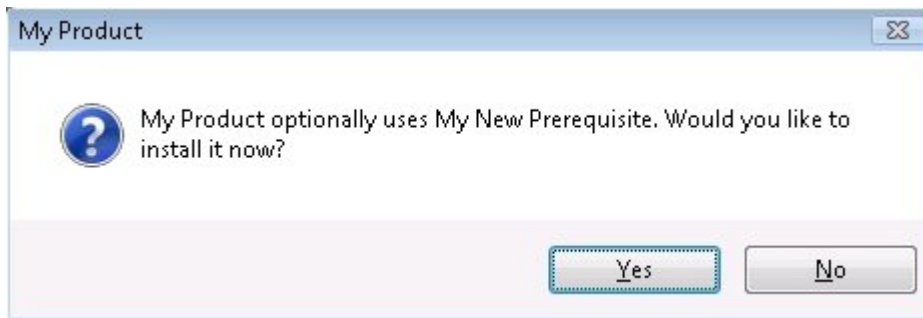 My Product
My Product optionally uses My New Prerequisite. Would you like to
install it now?
Yes
No